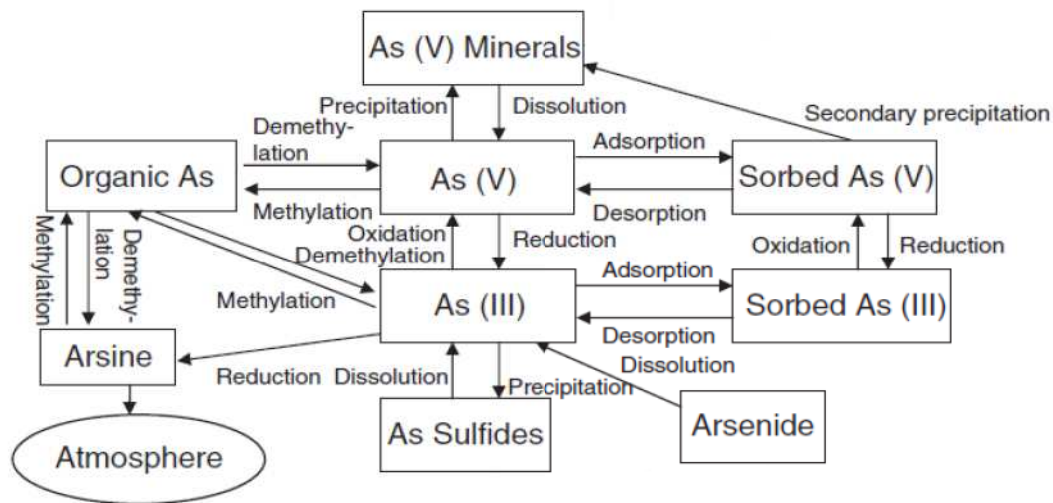 As (V) Minerals
Precipitation
Dissolution
Secondary precipitation
Demethy-
lation
Adsorption
Organic As
As (V)
Sorbed As (V)
Methylation
Desorption
Oxidation
Reduction
Oxidation
Reduction
Methylation
Demethy-
lation
Demethylation
Adsorption
Methylation
As (III)
Sorbed As (III)
Desorption
Arsine
Reduction
Dissolution
Precipitation
Dissolution
As Sulfides
Arsenide
Atmosphere